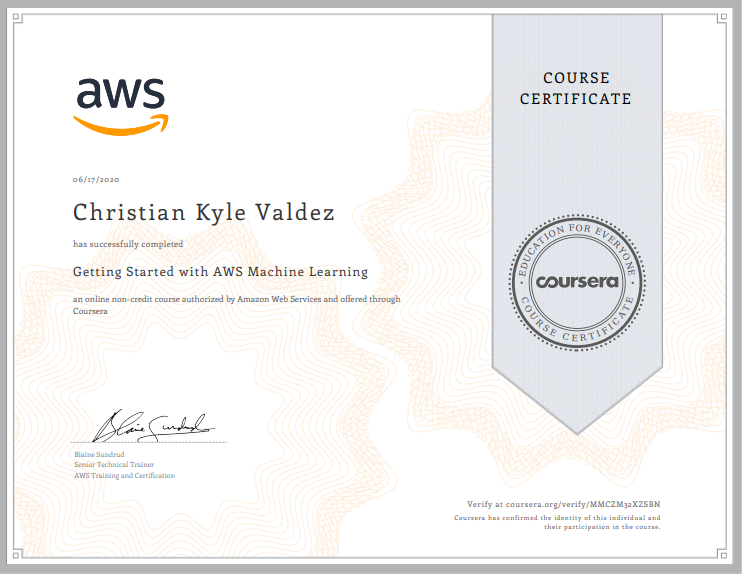 aws
COURSE
CERTIFICATE
06/17/2020
Christian Kyle Valdez
has successfully completed
Getting Started with AWS Machine Learning
an online non-credit course authorized by Amazon Web Services and offered through
Coursera
EDUCATION FOR EVERYONE
coursera
COURSE CERTIFICATE
Blaine Sundrud
Blaine Sundrud
Senior Technical Trainer
AWS Training and Certification
Verify at coursera.org/verify/MMCZM32XZSBN
Coursera has confirmed the identity of this individual and
their participation in the course.